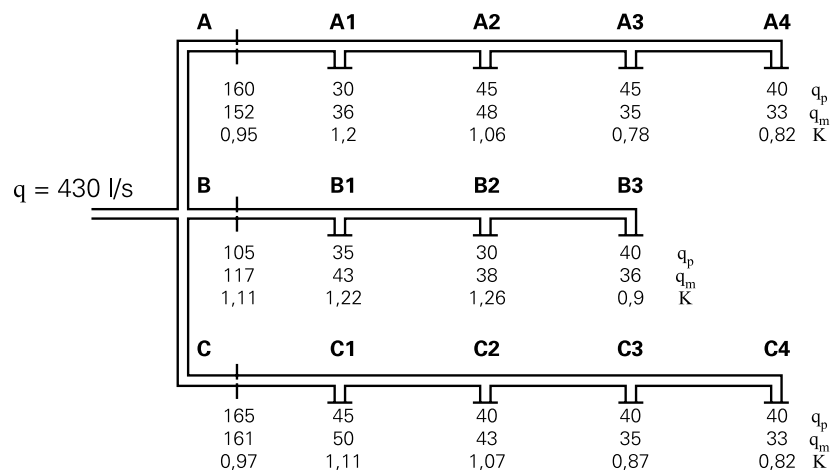 A A1 A2 A3 A4
160 30 45 45 40 qp
152 36 48 35 33 qm
0,95 1,2 1,06 0,78 0,82 K
q = 430 l/s
B B1 B2 B3
105 35 30 40 qp
117 43 38 36 qm
1,11 1,22 1,26 0,9 K
C C1 C2 C3 C4
165 45 40 40 40 qp
161 50 43 35 33 qm
0,97 1,11 1,07 0,87 0,82 K